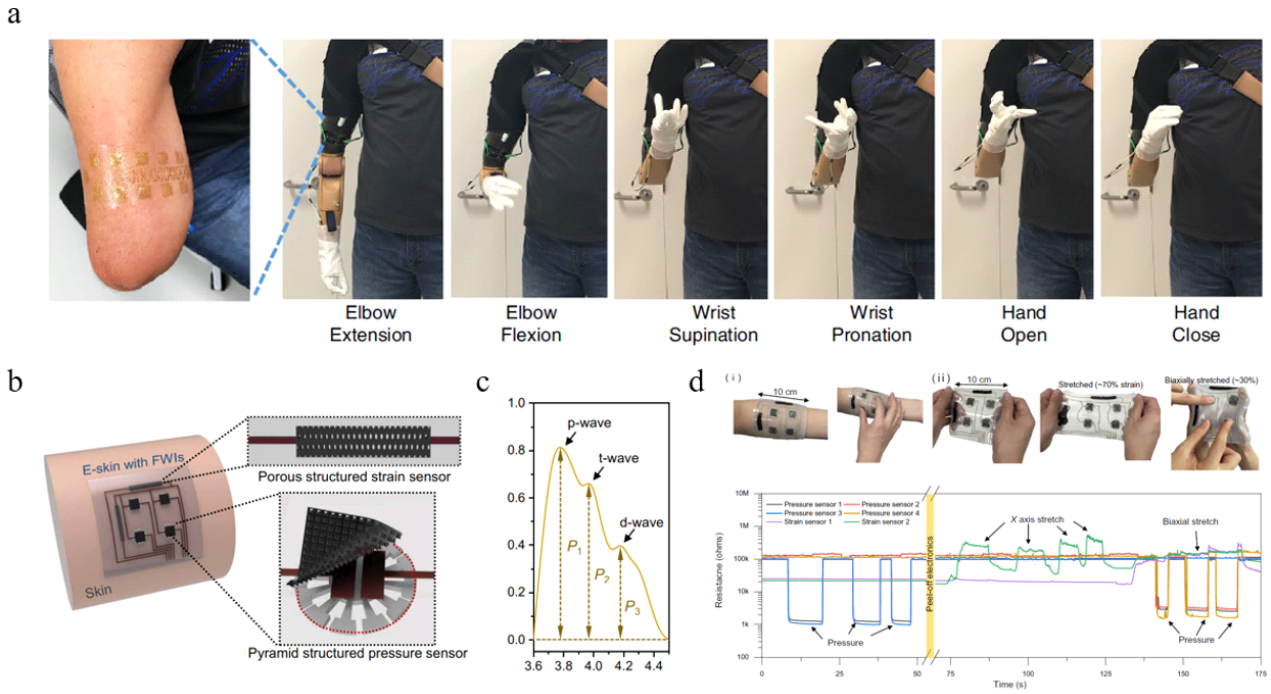 a
Elbow
Extension
Elbow
Flexion
Wrist
Supination
Wrist
Pronation
Hand
Open
Hand
Close
b
E-skin with FWIs
Skin
Porous structured strain sensor
Pyramid structured pressure sensor
c
1.0
0.8
0.6
0.4
0.2
0.0
p-wave
t-wave
d-wave
P1
P2
P3
3.6 3.8 4.0 4.2 4.4
d
(i)
10 cm
(ii)
10 cm
Stretched (~70% strain)
Biaxially stretched (~30%)
Resistacne (ohms)
10M
1M
100k
10k
1k
100
Pressure sensor 1
Pressure sensor 2
Pressure sensor 3
Pressure sensor 4
Strain sensor 1
Strain sensor 2
Peel-off electronics
X axis stretch
Biaxial stretch
Pressure
Pressure
0 25 50 75 100 125 150 175
Time (s)